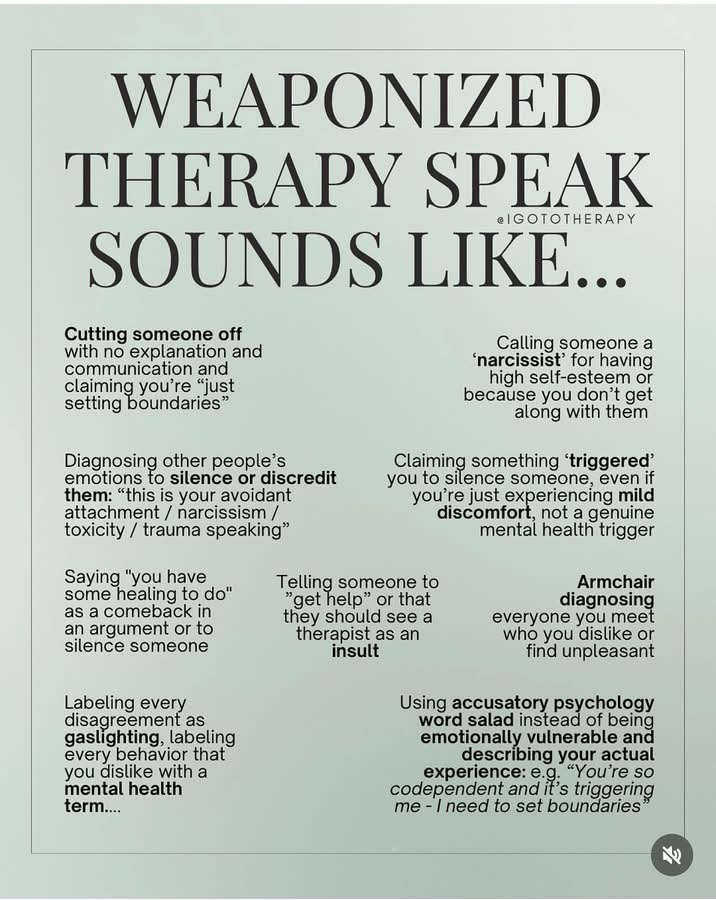 WEAPONIZED
THERAPY SPEAK
@IGOTOTHERAPY
SOUNDS LIKE...
Cutting someone off
with no explanation and
communication and
claiming you're “just
setting boundaries”
Calling someone a
‘narcissist’ for having
high self-esteem or
because you don't get
along with them
Diagnosing other people's
emotions to silence or discredit
them: “this is your avoidant
attachment / narcissism /
toxicity / trauma speaking”
Claiming something ‘triggered’
you to silence someone, even if
you're just experiencing mild
discomfort, not a genuine
mental health trigger
Saying "you have
some healing to do"
as a comeback in
an argument or to
silence someone
Telling someone to
”get help” or that
they should see a
therapist as an
insult
Armchair
diagnosing
everyone you meet
who you dislike or
find unpleasant
Labeling every
disagreement as
gaslighting, labeling
every behavior that
you dislike with a
mental health
term....
Using accusatory psychology
word salad instead of being
emotionally vulnerable and
describing your actual
experience: e.g. “You're so
codependent and it's triggering
me - I need to set boundaries”